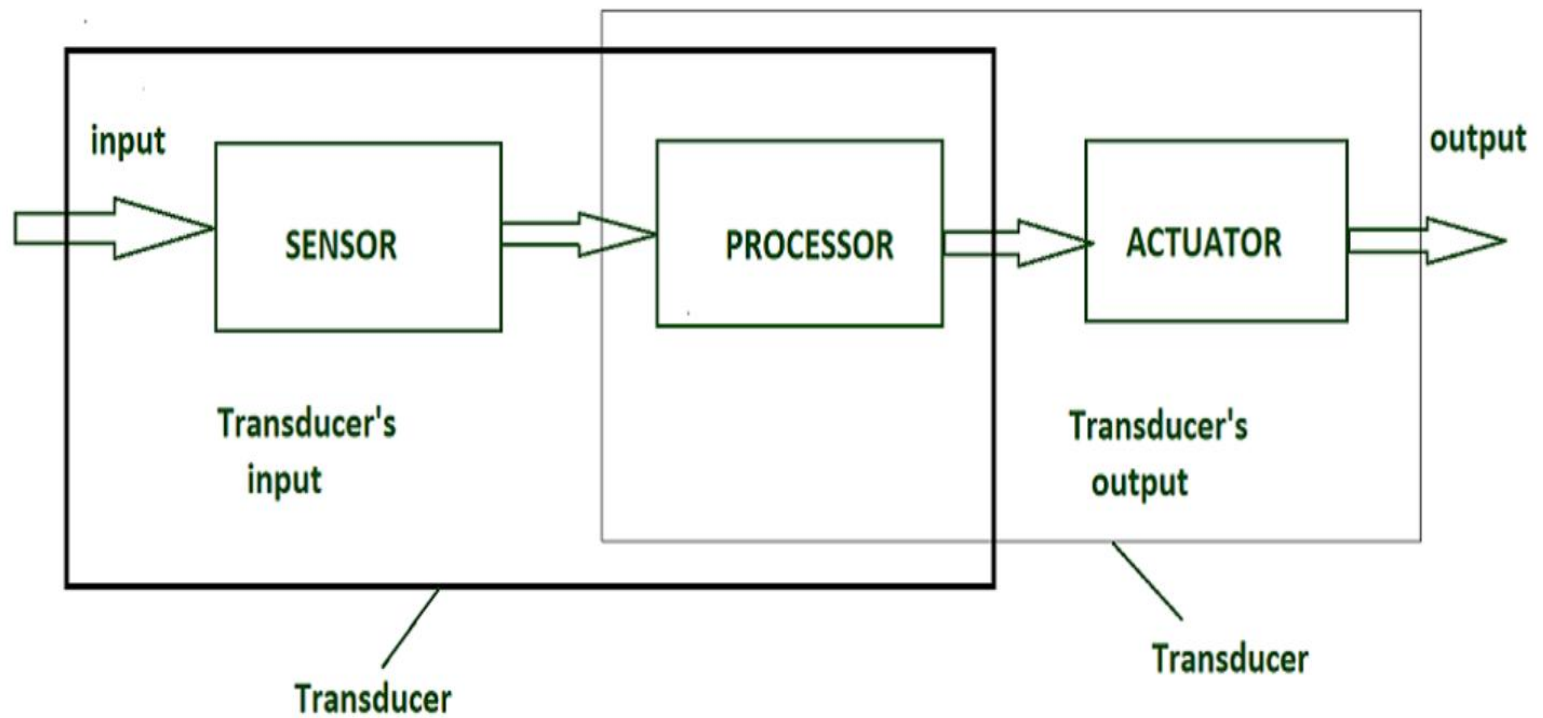 input
output
SENSOR
PROCESSOR
ACTUATOR
Transducer's
input
Transducer's
output
Transducer
Transducer